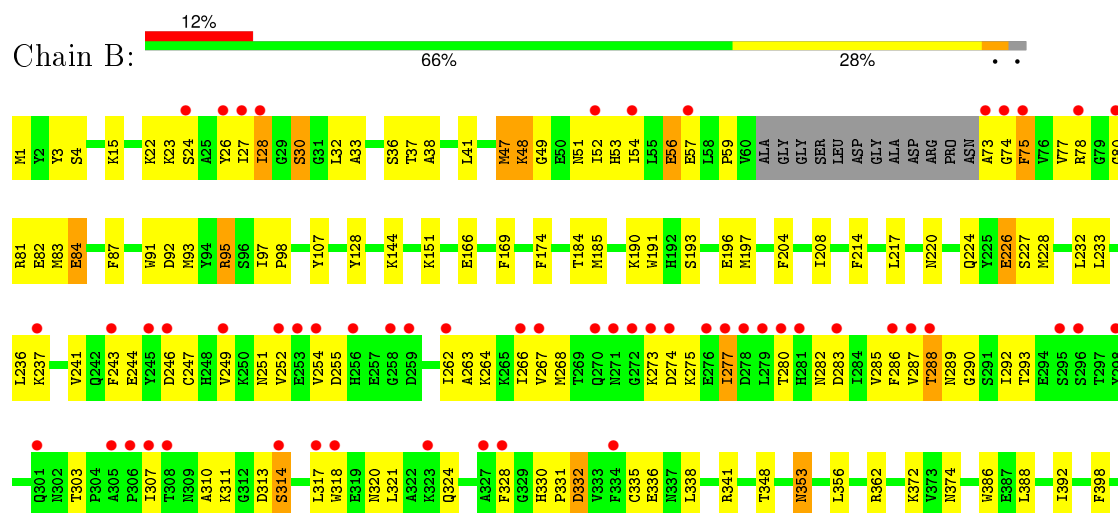 12%
Chain B:
66% 28% • •
M1 Y2 Y3 S4 K15 K22 K23 S24 A25 Y26 I27 I28 G29 S30 G31 L32 A33 S36 T37 A38 L41 M47 K48 G49 E50 N51 I52 H53 I54 L55 E56 E57 L58 P59 V60 ALA GLY GLY SER LEU ASP GLY ALA ASP ARG PRO ASN A73 G74 F75 V76 V77 R78 G79 G80
R81 E82 M83 E84 F87 W91 D92 M93 Y94 R95 S96 I97 P98 Y107 Y128 K144 K151 E166 F169 F174 T184 M185 K190 W191 H192 S193 E196 M197 F204 I208 F214 L217 N220 Q224 Y225 E226 S227 M228 L232 L233
L236 K237 V241 Q242 F243 E244 Y245 D246 C247 H248 V249 K250 N251 V252 E253 V254 D255 H256 E257 G258 D259 I262 A263 K264 K265 I266 V267 M268 T269 Q270 N271 G272 K273 D274 K275 E276 I277 D278 L279 T280 H281 N282 D283 I284 V285 F286 V287 T288 N289 G290 S291 I292 T293 E294 S295 S296 T297 Y298
Q301 N302 T303 P304 A305 P306 I307 T308 N309 A310 K311 G312 D313 S314 L317 W318 E319 N320 L321 A322 K323 Q324 A327 F328 G329 H330 P331 D332 V333 F334 C335 E336 N337 L338 R341 T348 N353 L356 R362 K372 V373 N374 W386 E387 L388 I392 F398